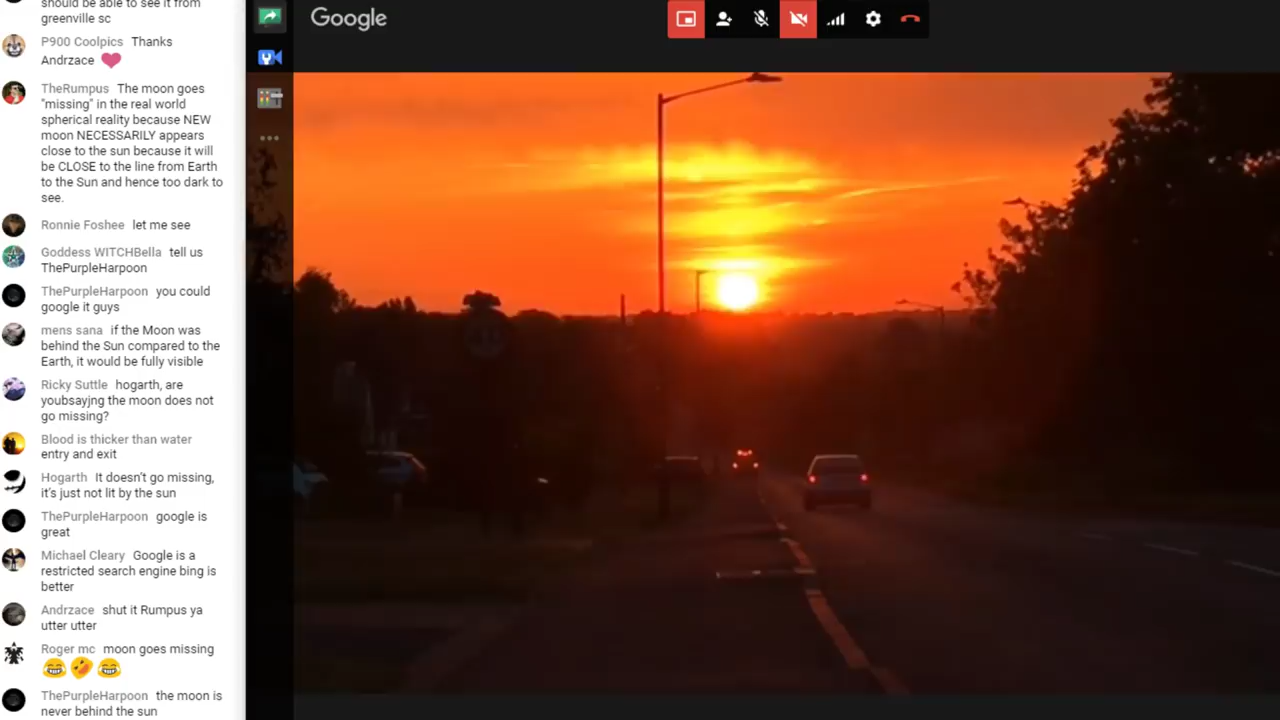 should be able to see it from
greenville sc
P900 Coolpics Thanks
Andrzace
TheRumpus The moon goes
"missing" in the real world
spherical reality because NEW
moon NECESSARILY appears
close to the sun because it will
be CLOSE to the line from Earth
to the Sun and hence too dark to
see.
Ronnie Foshee let me see
Goddess WITCHBella tell us
ThePurpleHarpoon
ThePurpleHarpoon you could
google it guys
mens sana if the Moon was
behind the Sun compared to the
Earth, it would be fully visible
Ricky Suttle hogarth, are
youbsayjng the moon does not
go missing?
Blood is thicker than water
entry and exit
Hogarth It doesn't go missing,
it's just not lit by the sun
ThePurpleHarpoon google is
great
Michael Cleary Google is a
restricted search engine bing is
better
Andrzace shut it Rumpus ya
utter utter
Roger mc moon goes missing
ThePurpleHarpoon the moon is
never behind the sun
Google